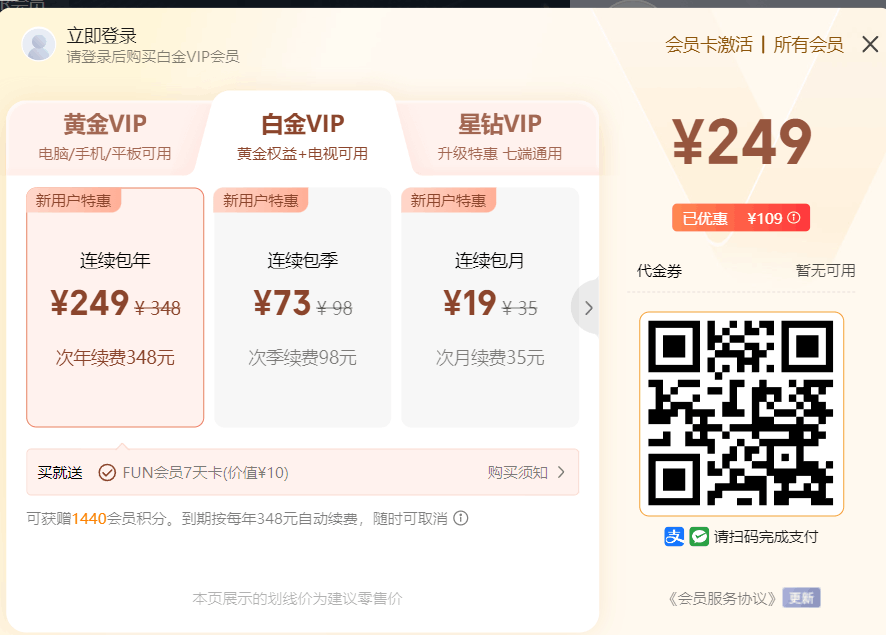 立即登录
请登录后购买白金VIP会员
会员卡激活 | 所有会员
黄金VIP
电脑/手机/平板可用
白金VIP
黄金权益+电视可用
星钻VIP
升级特惠 七端通用
新用户特惠
连续包年
¥249 ¥348
次年续费348元
新用户特惠
连续包季
¥73 ¥98
次季续费98元
新用户特惠
连续包月
¥19 ¥35
次月续费35元
买就送 FUN会员7天卡(价值¥10) 购买须知
可获赠1440会员积分。到期按每年348元自动续费，随时可取消
本页展示的划线价为建议零售价
¥249
已优惠 ¥109
代金券 暂无可用
支 请扫码完成支付
《会员服务协议》 更新